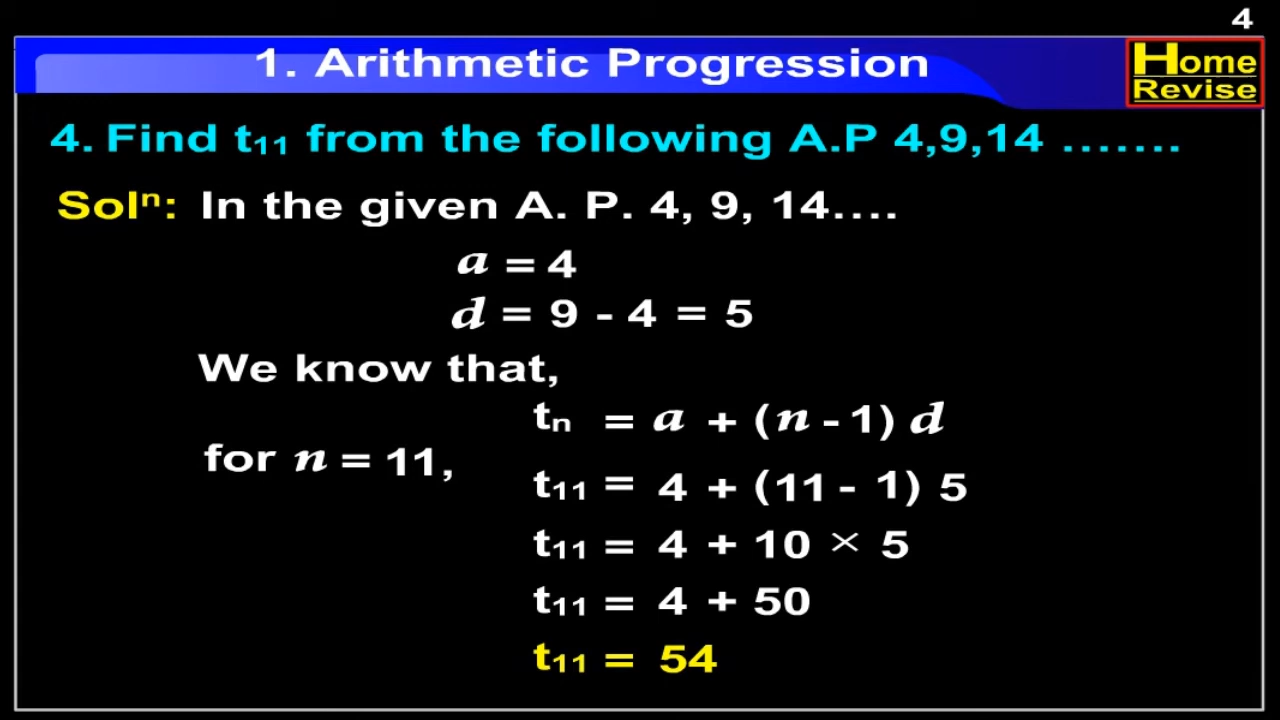 4
1. Arithmetic Progression
Home
Revise
4. Find t₁₁ from the following A.P 4,9,14 .......
Solⁿ: In the given A. P. 4, 9, 14....
a = 4
d = 9 - 4 = 5
We know that,
tₙ = a + (n - 1) d
for n = 11,
t₁₁ = 4 + (11 - 1) 5
t₁₁ = 4 + 10 × 5
t₁₁ = 4 + 50
t₁₁ = 54